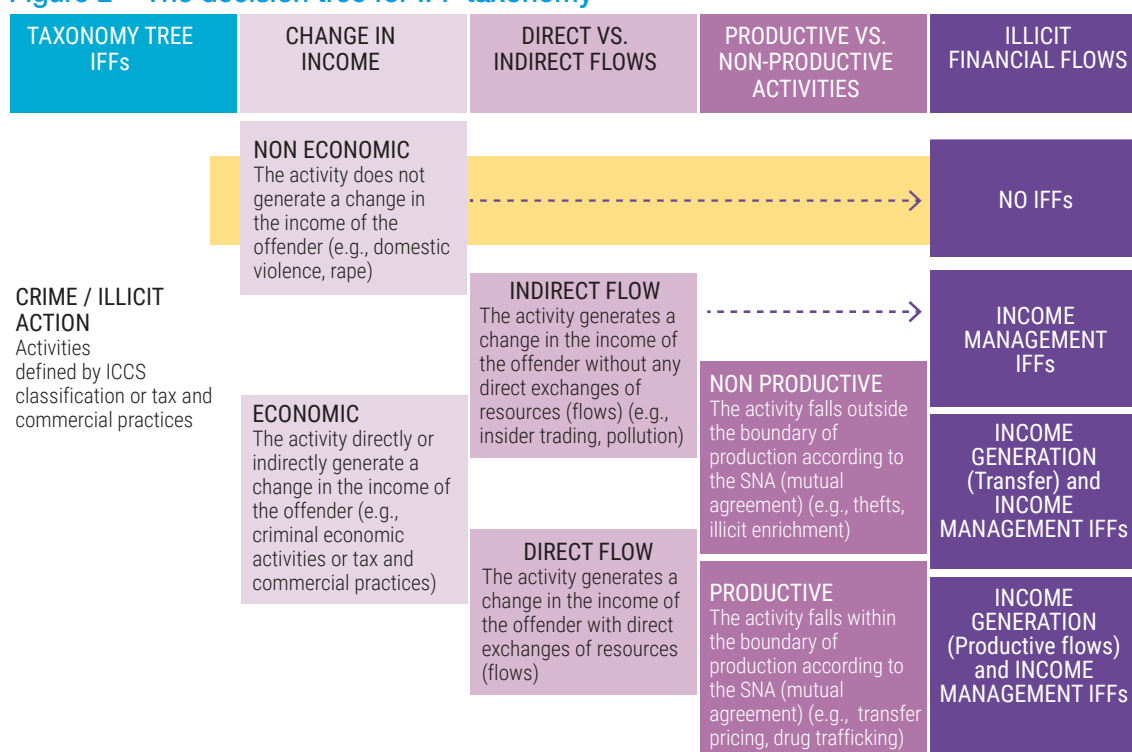 Figure 2 – The decision tree for IFF taxonomy
TAXONOMY TREE
IFFs
CHANGE IN
INCOME
DIRECT VS.
INDIRECT FLOWS
PRODUCTIVE VS.
NON-PRODUCTIVE
ACTIVITIES
ILLICIT
FINANCIAL FLOWS
CRIME / ILLICIT
ACTION
Activities
defined by ICCS
classification or tax and
commercial practices
NON ECONOMIC
The activity does not
generate a change in
the income of the
offender (e.g., domestic
violence, rape)
ECONOMIC
The activity directly or
indirectly generate a
change in the income of
the offender (e.g.,
criminal economic
activities or tax and
commercial practices)
INDIRECT FLOW
The activity generates a
change in the income of
the offender without any
direct exchanges of
resources (flows) (e.g.,
insider trading, pollution)
DIRECT FLOW
The activity generates a
change in the income of
the offender with direct
exchanges of resources
(flows)
NON PRODUCTIVE
The activity falls outside
the boundary of
production according to
the SNA (mutual
agreement) (e.g., thefts,
illicit enrichment)
PRODUCTIVE
The activity falls within
the boundary of
production according to
the SNA (mutual
agreement) (e.g., transfer
pricing, drug trafficking)
NO IFFs
INCOME
MANAGEMENT
IFFs
INCOME
GENERATION
(Transfer) and
INCOME
MANAGEMENT IFFs
INCOME
GENERATION
(Productive flows)
and INCOME
MANAGEMENT IFFs